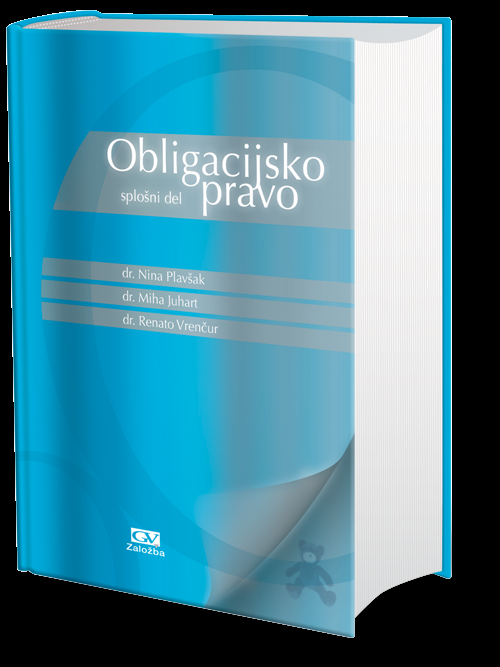 Obligacijsko
splošni del pravo
dr. Nina Plavšak
dr. Miha Juhart
dr. Renato Vrenčur
GV
Založba